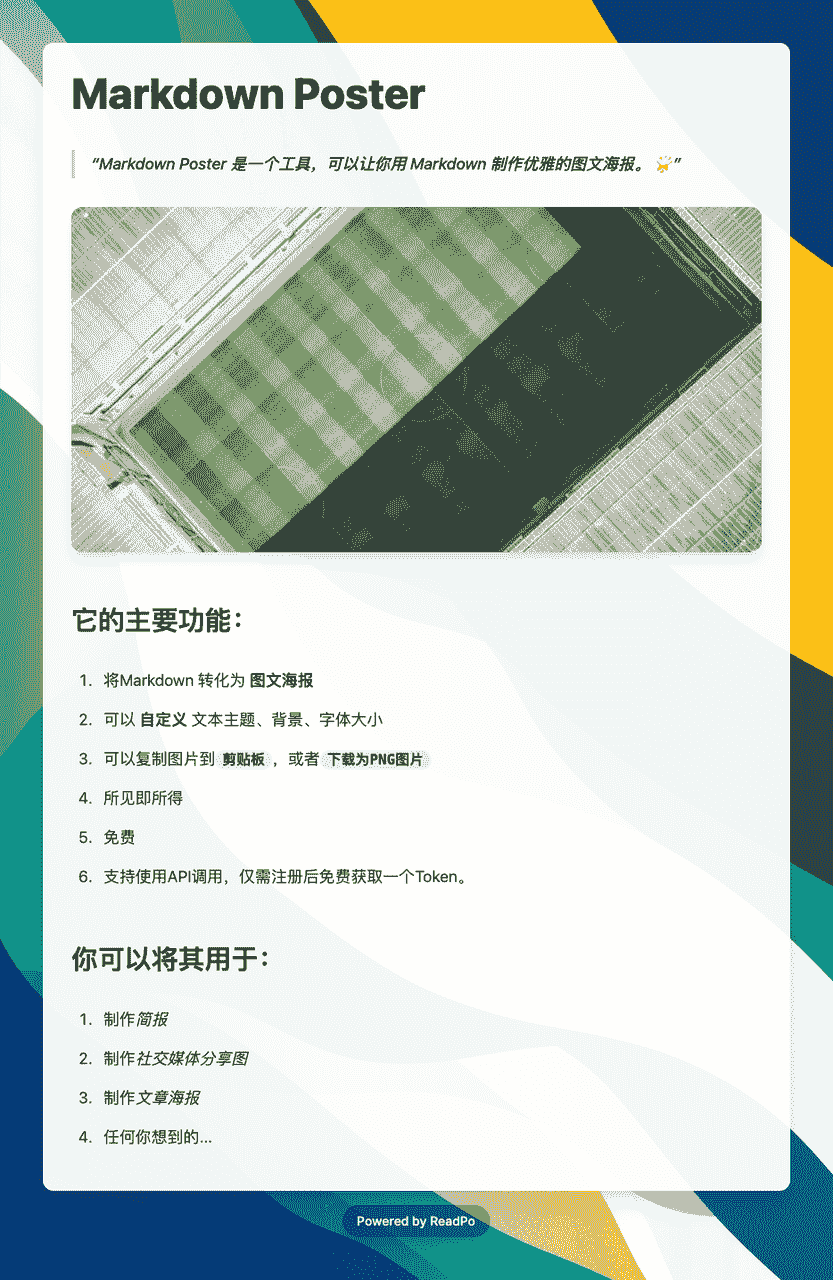 Markdown Poster
“Markdown Poster 是一个工具，可以让你用 Markdown 制作优雅的图文海报。 ”
它的主要功能：
1. 将Markdown 转化为 图文海报
2. 可以 自定义 文本主题、背景、字体大小
3. 可以复制图片到 剪贴板 ，或者 下载为PNG图片
4. 所见即所得
5. 免费
6. 支持使用API调用，仅需注册后免费获取一个Token。
你可以将其用于：
1. 制作简报
2. 制作社交媒体分享图
3. 制作文章海报
4. 任何你想到的...
Powered by ReadPo